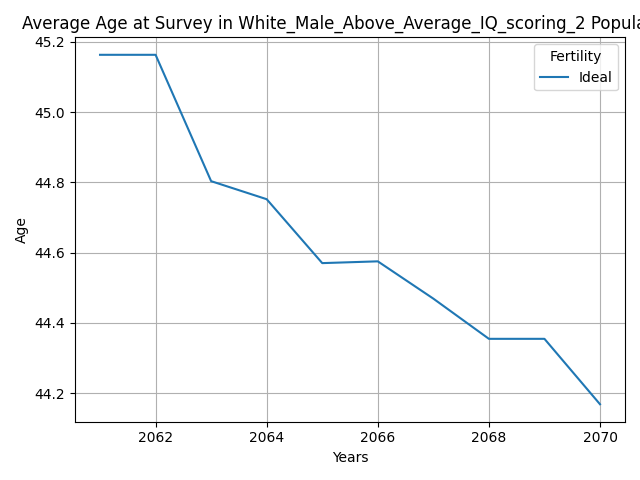 Average Age at Survey in White_Male_Above_Average_IQ_scoring_2 Popula
45.2
45.0
44.8
44.6
44.4
44.2
Age
Fertility
Ideal
2062 2064 2066 2068 2070
Years